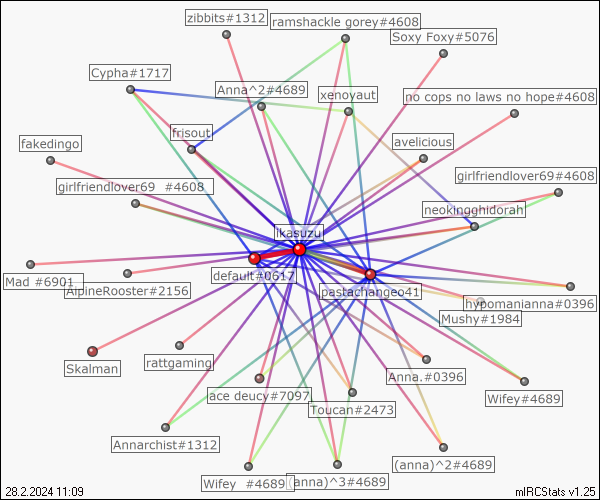 zibbits#1312
ramshackle gorey#4608
Soxy Foxy#5076
Cypha#1717
Anna^2#4689
xenoyaut
no cops no laws no hope#4608
frisout
fakedingo
avelicious
girlfriendlover69#4608
girlfriendlover69 #4608
neokingghidorah
ikasuzu
default#0617
Mad #6901
AlpineRooster#2156
pastachangeo41
hypomanianna#0396
Mushy#1984
Skalman
rattgaming
Anna.#0396
ace deucy#7097
Wifey#4689
Toucan#2473
Annarchist#1312
(anna)^2#4689
Wifey #4689
(anna)^3#4689
28.2.2024 11:09
mIRCStats v1.25